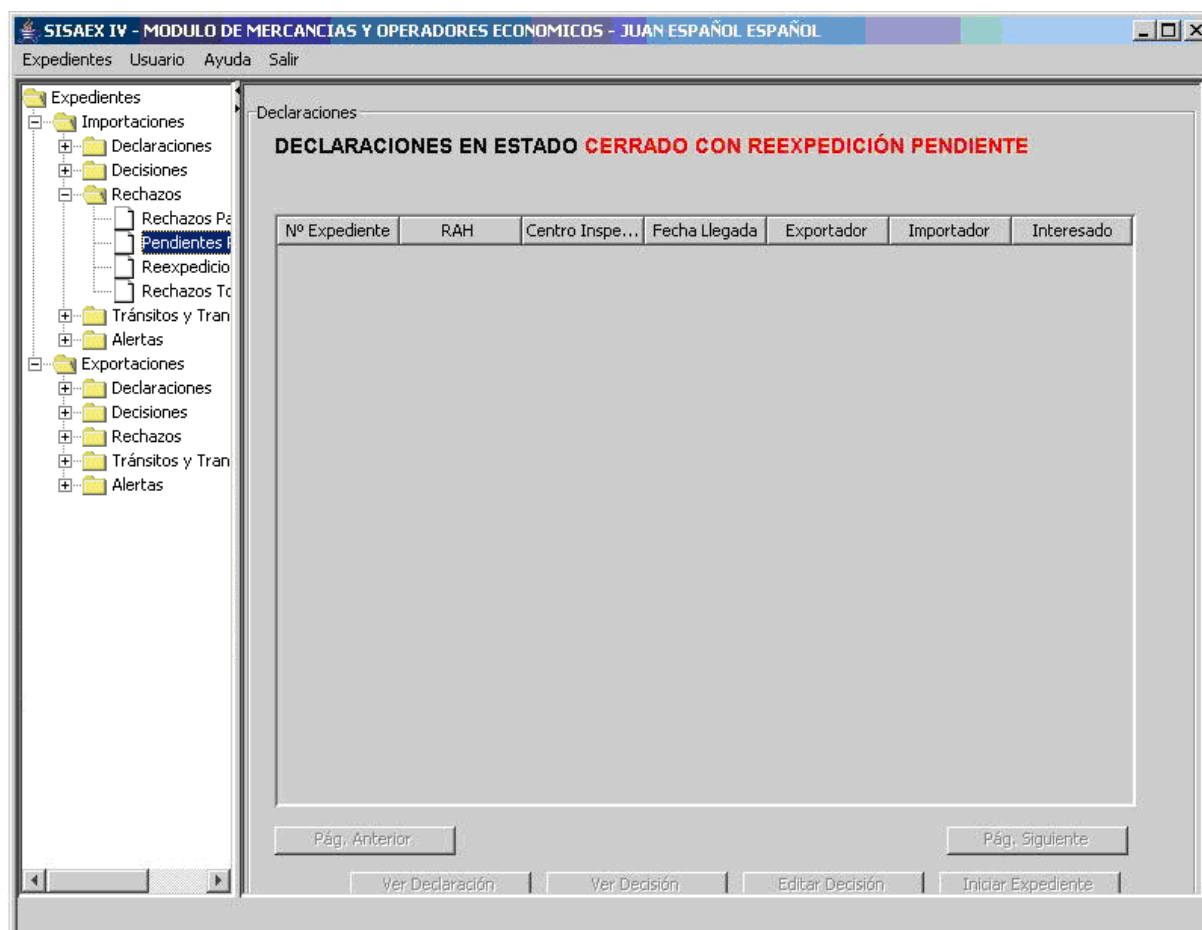 SISAEX IV - MODULO DE MERCANCIAS Y OPERADORES ECONOMICOS - JUAN ESPAÑOL ESPAÑOL
Expedientes Usuario Ayuda Salir
Expedientes
Importaciones
Declaraciones
Decisiones
Rechazos
Rechazos Pa
Pendientes
Reexpedicio
Rechazos To
Tránsitos y Tran
Alertas
Exportaciones
Declaraciones
Decisiones
Rechazos
Tránsitos y Tran
Alertas
Declaraciones
DECLARACIONES EN ESTADO CERRADO CON REEXPEDICIÓN PENDIENTE
Nº Expediente RAH Centro Inspe... Fecha Llegada Exportador Importador Interesado
Pág. Anterior Pág. Siguiente
Ver Declaración Ver Decisión Editar Decisión Iniciar Expediente